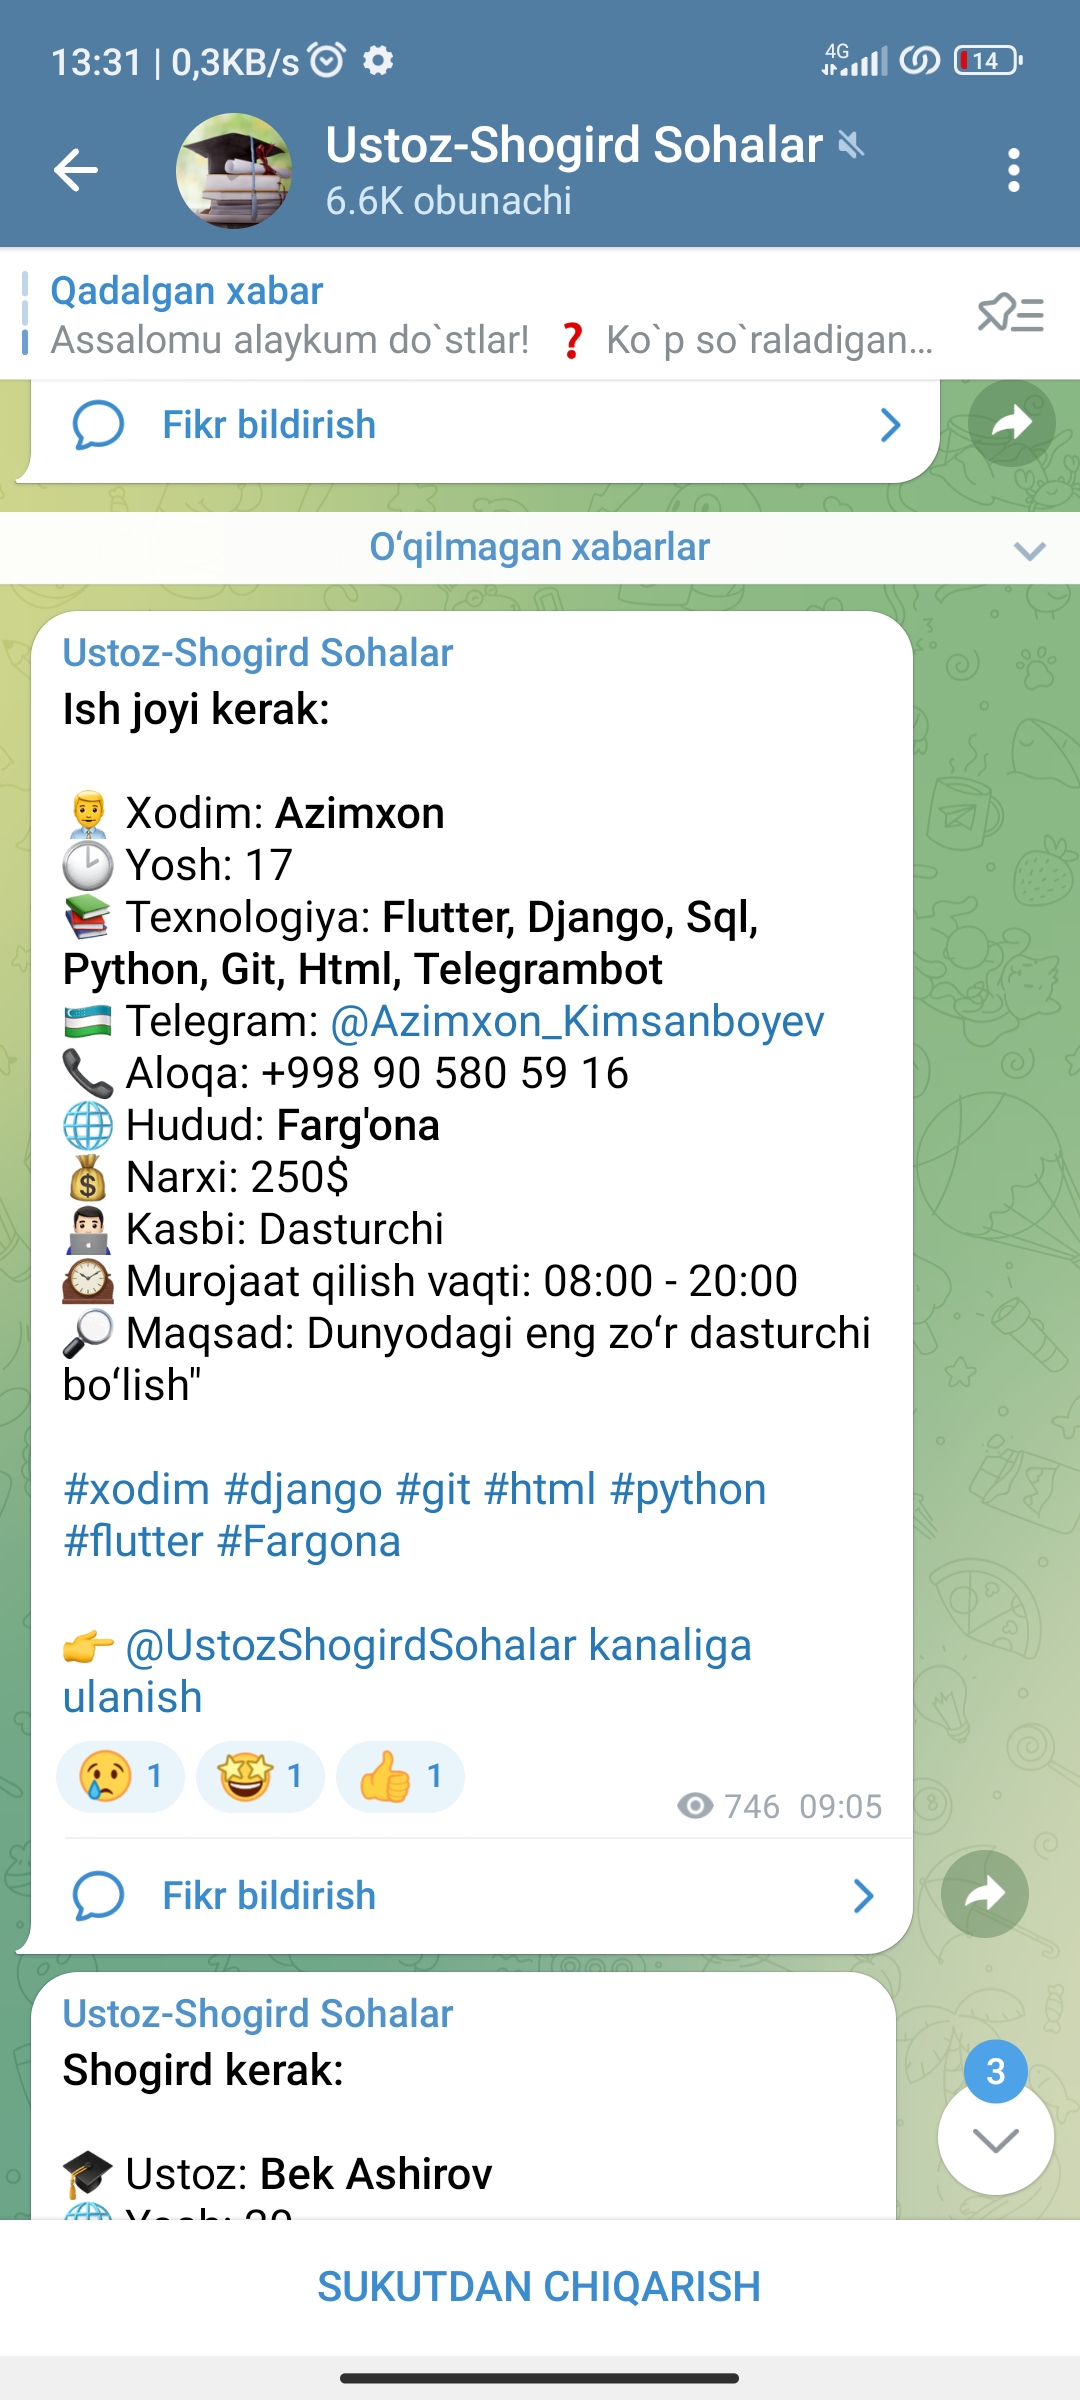 13:31 | 0,3KB/s
4G
14
Ustoz-Shogird Sohalar
6.6K obunachi
Qadalgan xabar
Assalomu alaykum do`stlar! ❓ Ko`p so`raladigan...
Fikr bildirish
O‘qilmagan xabarlar
Ustoz-Shogird Sohalar
Ish joyi kerak:
👨‍💼 Xodim: Azimxon
🕑 Yosh: 17
📚 Texnologiya: Flutter, Django, Sql,
Python, Git, Html, Telegrambot
🇺🇿 Telegram: @Azimxon_Kimsanboyev
📞 Aloqa: +998 90 580 59 16
🌐 Hudud: Farg'ona
💰 Narxi: 250$
👨🏻‍💻 Kasbi: Dasturchi
🕰 Murojaat qilish vaqti: 08:00 - 20:00
🔎 Maqsad: Dunyodagi eng zo‘r dasturchi
bo‘lish"
#xodim #django #git #html #python
#flutter #Fargona
👉 @UstozShogirdSohalar kanaliga
ulanish
😢 1 🤩 1 👍 1
746 09:05
Fikr bildirish
Ustoz-Shogird Sohalar
Shogird kerak:
3
🎓 Ustoz: Bek Ashirov
🌐 Yosh: 20
SUKUTDAN CHIQARISH